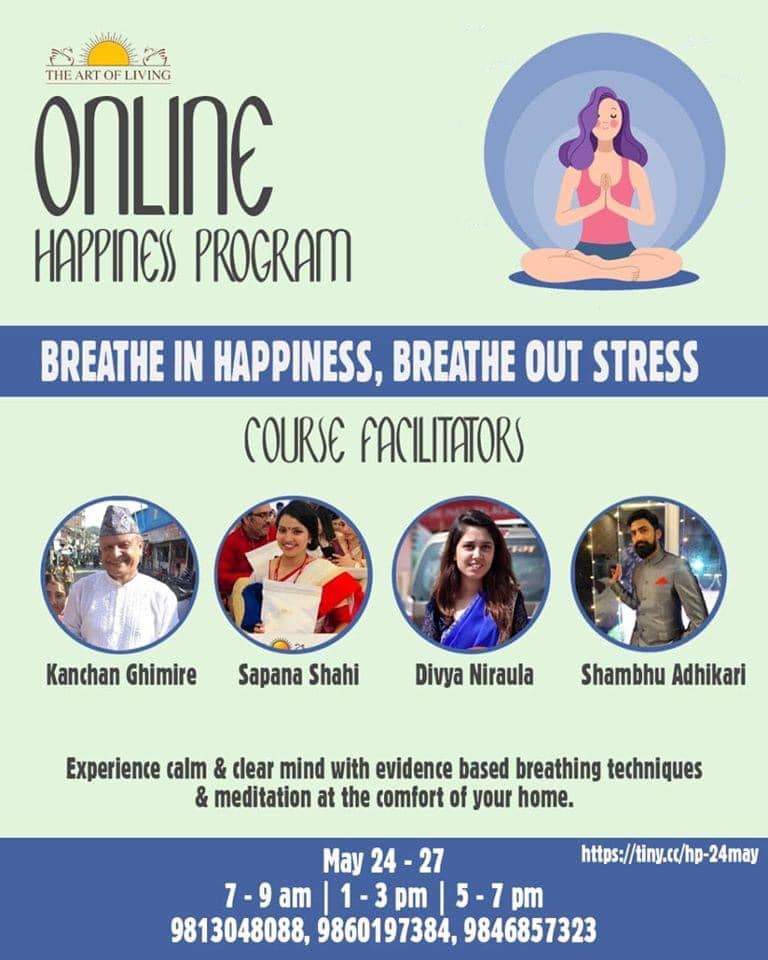 THE ART OF LIVING
ONLINE
HAPPINESS PROGRAM
BREATHE IN HAPPINESS, BREATHE OUT STRESS
COURSE FACILITATORS
Kanchan Ghimire
Sapana Shahi
Divya Niraula
Shambhu Adhikari
Experience calm & clear mind with evidence based breathing techniques
& meditation at the comfort of your home.
May 24 - 27
https://tiny.cc/hp-24may
7 - 9 am | 1 - 3 pm | 5 - 7 pm
9813048088, 9860197384, 9846857323